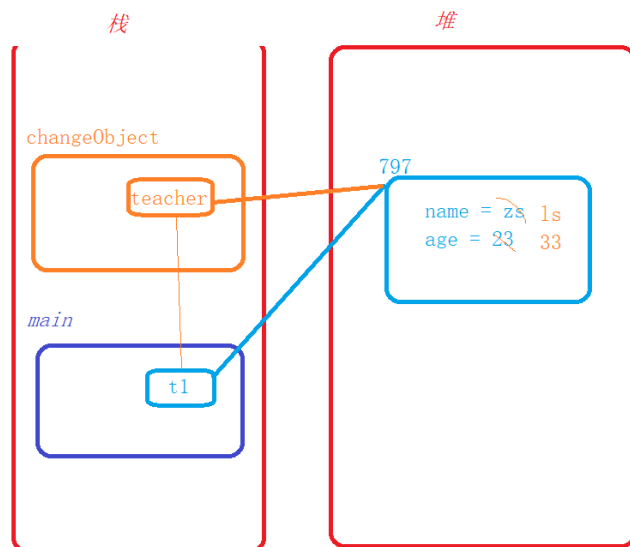 栈
堆
changeObject
teacher
797
name = zs ls
age = 23 33
main
t1